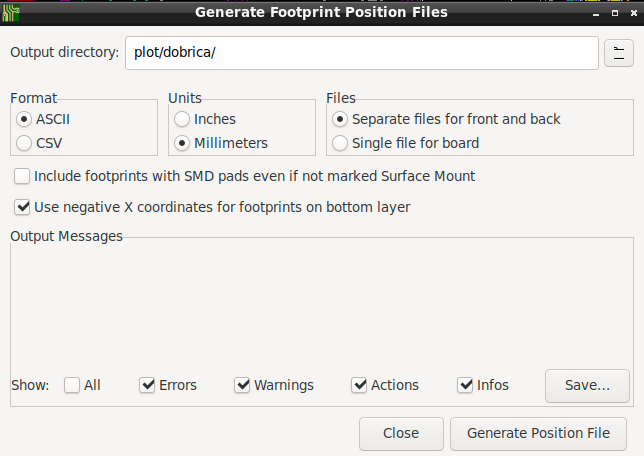 Generate Footprint Position Files
Output directory: plot/dobrica/
Format Units Files
ASCII Inches Separate files for front and back
CSV Millimeters Single file for board
Include footprints with SMD pads even if not marked Surface Mount
Use negative X coordinates for footprints on bottom layer
Output Messages
Show: All Errors Warnings Actions Infos Save...
Close Generate Position File